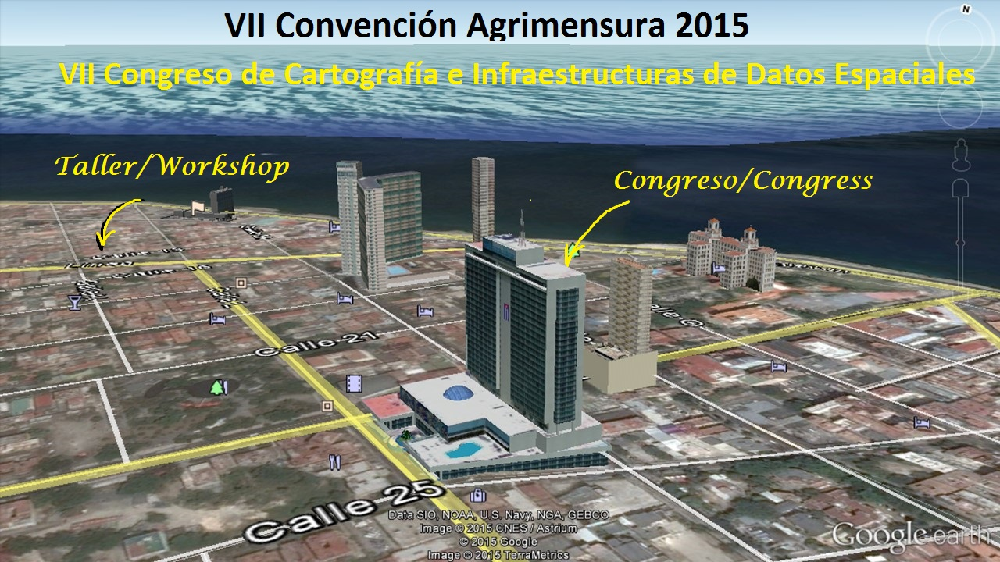 VII Convención Agrimensura 2015
N
VII Congreso de Cartografía e Infraestructuras de Datos Espaciales
Taller/Workshop
Congreso/Congress
Calle 21
Calle 25
Data SIO, NOAA, U.S. Navy, NGA, GEBCO
Image © 2015 CNES / Astrium
© 2015 Google
Image © 2015 TerraMetrics
Google earth